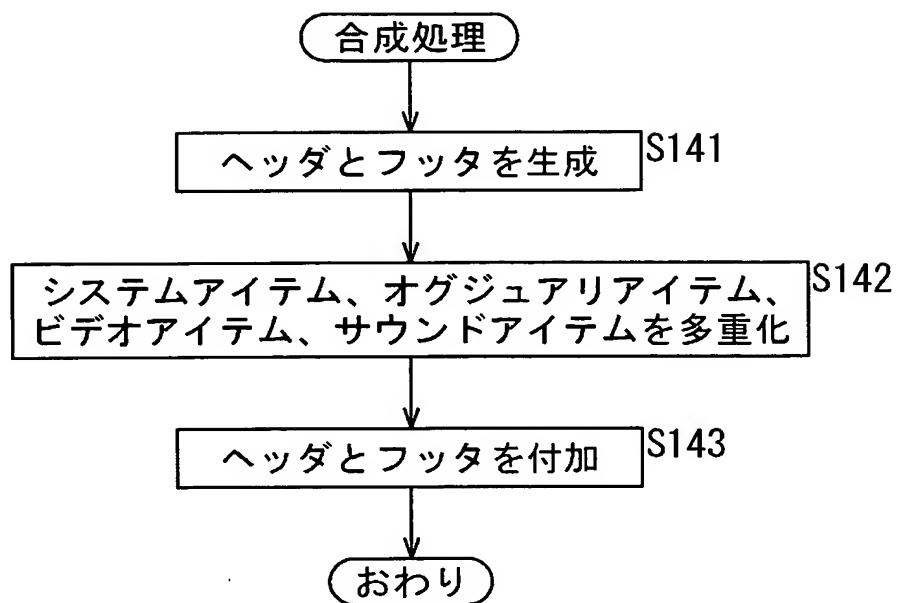 合成処理
ヘッダとフッタを生成
S141
システムアイテム、オグジュアリアイテム、
ビデオアイテム、サウンドアイテムを多重化
S142
ヘッダとフッタを付加
S143
おわり